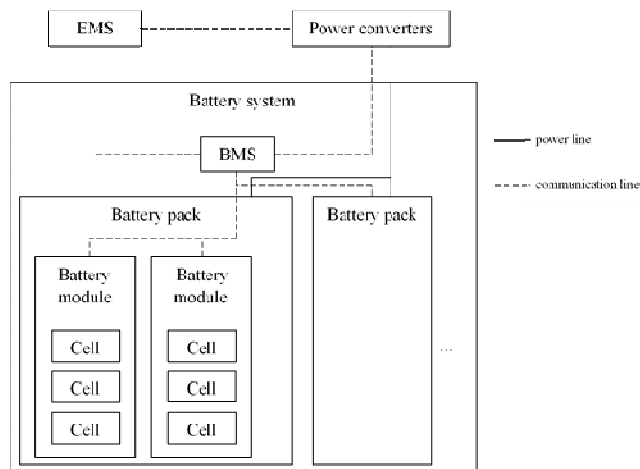 EMS
Power converters
Battery system
BMS
power line
communication line
Battery pack
Battery pack
Battery
module
Battery
module
Cell
Cell
Cell
Cell
Cell
Cell
...